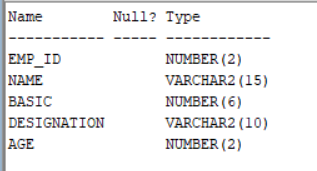 Name Null? Type
----------- ----- ------------
EMP_ID NUMBER(2)
NAME VARCHAR2(15)
BASIC NUMBER(6)
DESIGNATION VARCHAR2(10)
AGE NUMBER(2)